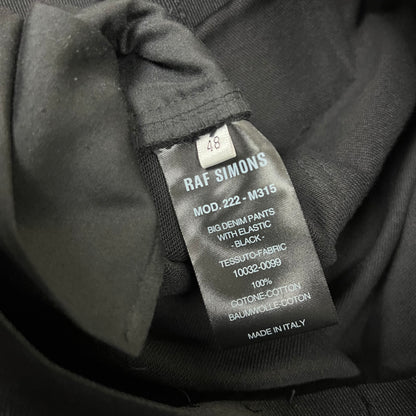 48
RAF SIMONS
MOD. 222 - M315
BIG DENIM PANTS
WITH ELASTIC
- BLACK -
TESSUTO-FABRIC
10032-0099
100%
COTONE-COTTON
BAUMWOLLE-COTON
MADE IN ITALY